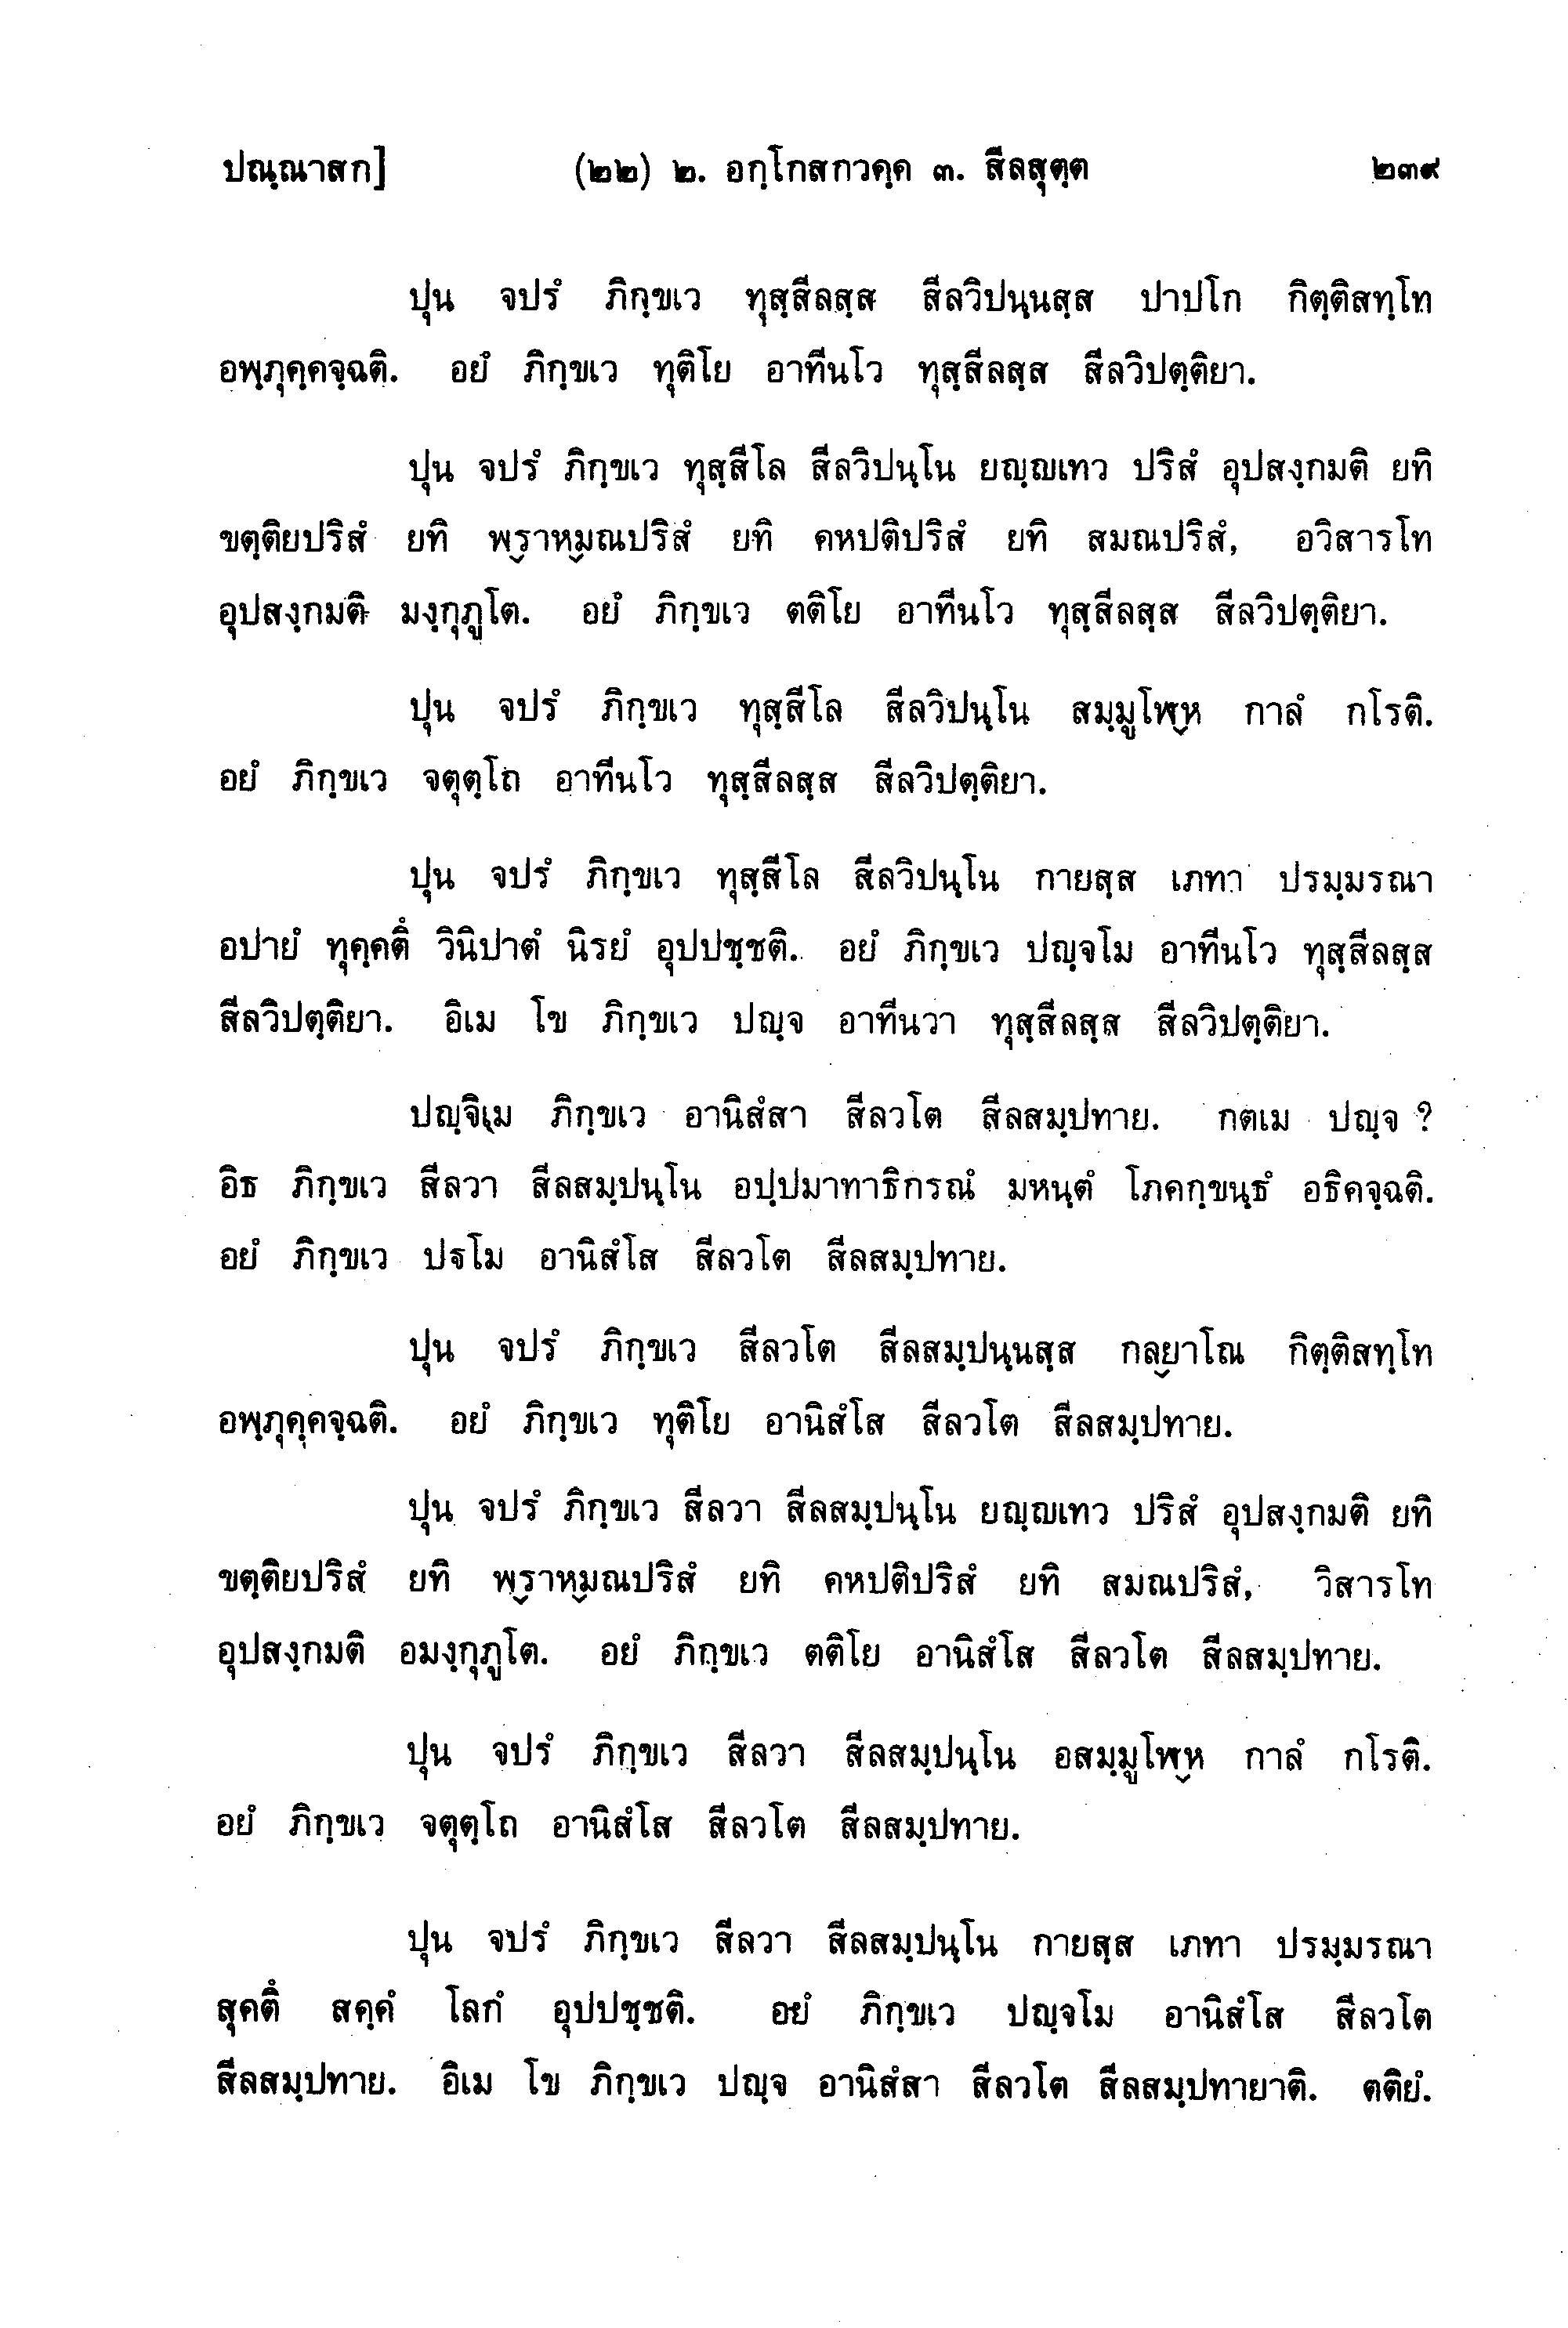 ปณฺณาสก]	(๒๒) ๒. อกฺโกสกวคฺค ๓. สีลสุตฺต	๒๓๙
ปุน จปรํ ภิกฺขเว ทุสฺสีลสฺส สีลวิปนฺนสฺส ปาปโก กิตฺติสทฺโท
อพฺภุคฺคจฺฉติ. อยํ ภิกฺขเว ทุติโย อาทีนโว ทุสฺสีลสฺส สีลวิปตฺติยา.
ปุน จปรํ ภิกฺขเว ทุสฺสีโล สีลวิปนฺโน ยญฺญเทว ปริสํ อุปสงฺกมติ ยทิ
ขตฺติยปริสํ ยทิ พฺราหฺมณปริสํ ยทิ คหปติปริสํ ยทิ สมณปริสํ, อวิสารโท
อุปสงฺกมติ มงฺกุภูโต. อยํ ภิกฺขเว ตติโย อาทีนโว ทุสฺสีลสฺส สีลวิปตฺติยา.
ปุน จปรํ ภิกฺขเว ทุสฺสีโล สีลวิปนฺโน สมฺมูโฬฺห กาลํ กโรติ.
อยํ ภิกฺขเว จตุตฺโถ อาทีนโว ทุสฺสีลสฺส สีลวิปตฺติยา.
ปุน จปรํ ภิกฺขเว ทุสฺสีโล สีลวิปนฺโน กายสฺส เภทา ปรมฺมรณา
อปายํ ทุคฺคตึ วินิปาตํ นิรยํ อุปปชฺชติ. อยํ ภิกฺขเว ปญฺจโม อาทีนโว ทุสฺสีลสฺส
สีลวิปตฺติยา. อิเม โข ภิกฺขเว ปญฺจ อาทีนวา ทุสฺสีลสฺส สีลวิปตฺติยา.
ปญฺจิเม ภิกฺขเว อานิสํสา สีลวโต สีลสมฺปทาย. กตเม ปญฺจ ?
อิธ ภิกฺขเว สีลวา สีลสมฺปนฺโน อปฺปมาทาธิกรณํ มหนฺตํ โภคกฺขนฺธํ อธิคจฺฉติ.
อยํ ภิกฺขเว ปฐโม อานิสํโส สีลวโต สีลสมฺปทาย.
ปุน จปรํ ภิกฺขเว สีลวโต สีลสมฺปนฺนสฺส กลฺยาโณ กิตฺติสทฺโท
อพฺภุคฺคจฺฉติ. อยํ ภิกฺขเว ทุติโย อานิสํโส สีลวโต สีลสมฺปทาย.
ปุน จปรํ ภิกฺขเว สีลวา สีลสมฺปนฺโน ยญฺญเทว ปริสํ อุปสงฺกมติ ยทิ
ขตฺติยปริสํ ยทิ พฺราหฺมณปริสํ ยทิ คหปติปริสํ ยทิ สมณปริสํ, วิสารโท
อุปสงฺกมติ อมงฺกุภูโต. อยํ ภิกฺขเว ตติโย อานิสํโส สีลวโต สีลสมฺปทาย.
ปุน จปรํ ภิกฺขเว สีลวา สีลสมฺปนฺโน อสมฺมูโฬฺห กาลํ กโรติ.
อยํ ภิกฺขเว จตุตฺโถ อานิสํโส สีลวโต สีลสมฺปทาย.
ปุน จปรํ ภิกฺขเว สีลวา สีลสมฺปนฺโน กายสฺส เภทา ปรมฺมรณา
สุคตึ สคฺคํ โลกํ อุปปชฺชติ. อยํ ภิกฺขเว ปญฺจโม อานิสํโส สีลวโต
สีลสมฺปทาย. อิเม โข ภิกฺขเว ปญฺจ อานิสํสา สีลวโต สีลสมฺปทายาติ. ตติยํ.